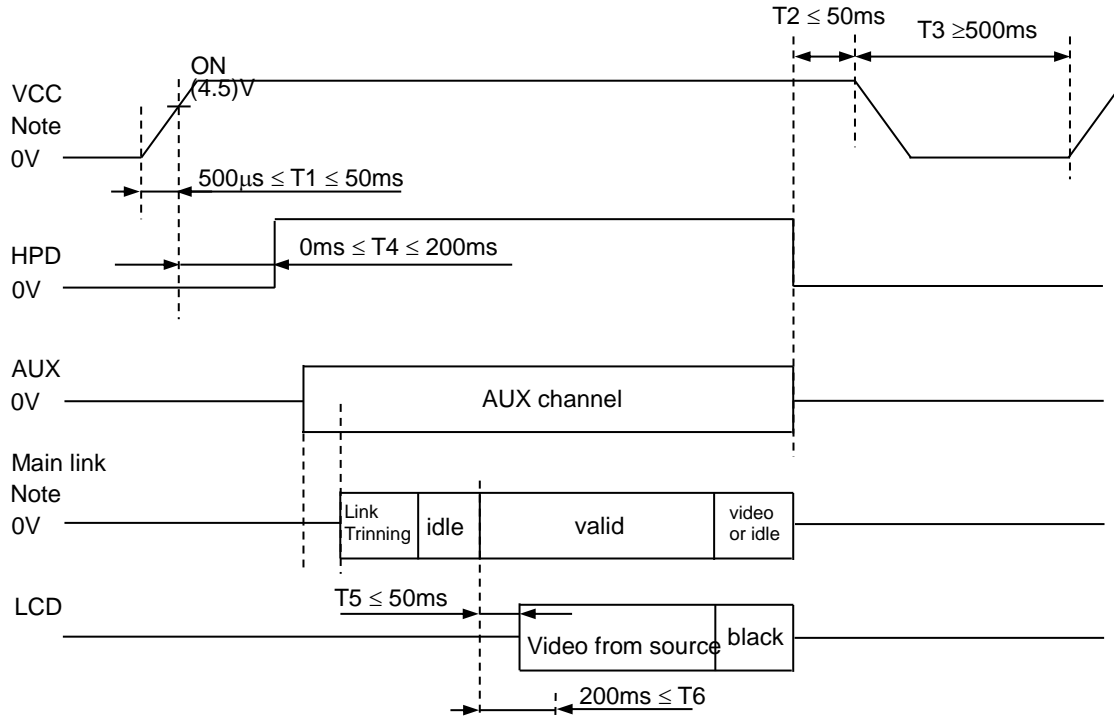 T2 ≤ 50ms
T3 ≥500ms
ON
(4.5)V
VCC
Note
0V
500μs ≤ T1 ≤ 50ms
HPD
0V
0ms ≤ T4 ≤ 200ms
AUX
0V
AUX channel
Main link
Note
0V
Link
Trinning
idle
valid
video
or idle
T5 ≤ 50ms
LCD
Video from source
black
200ms ≤ T6